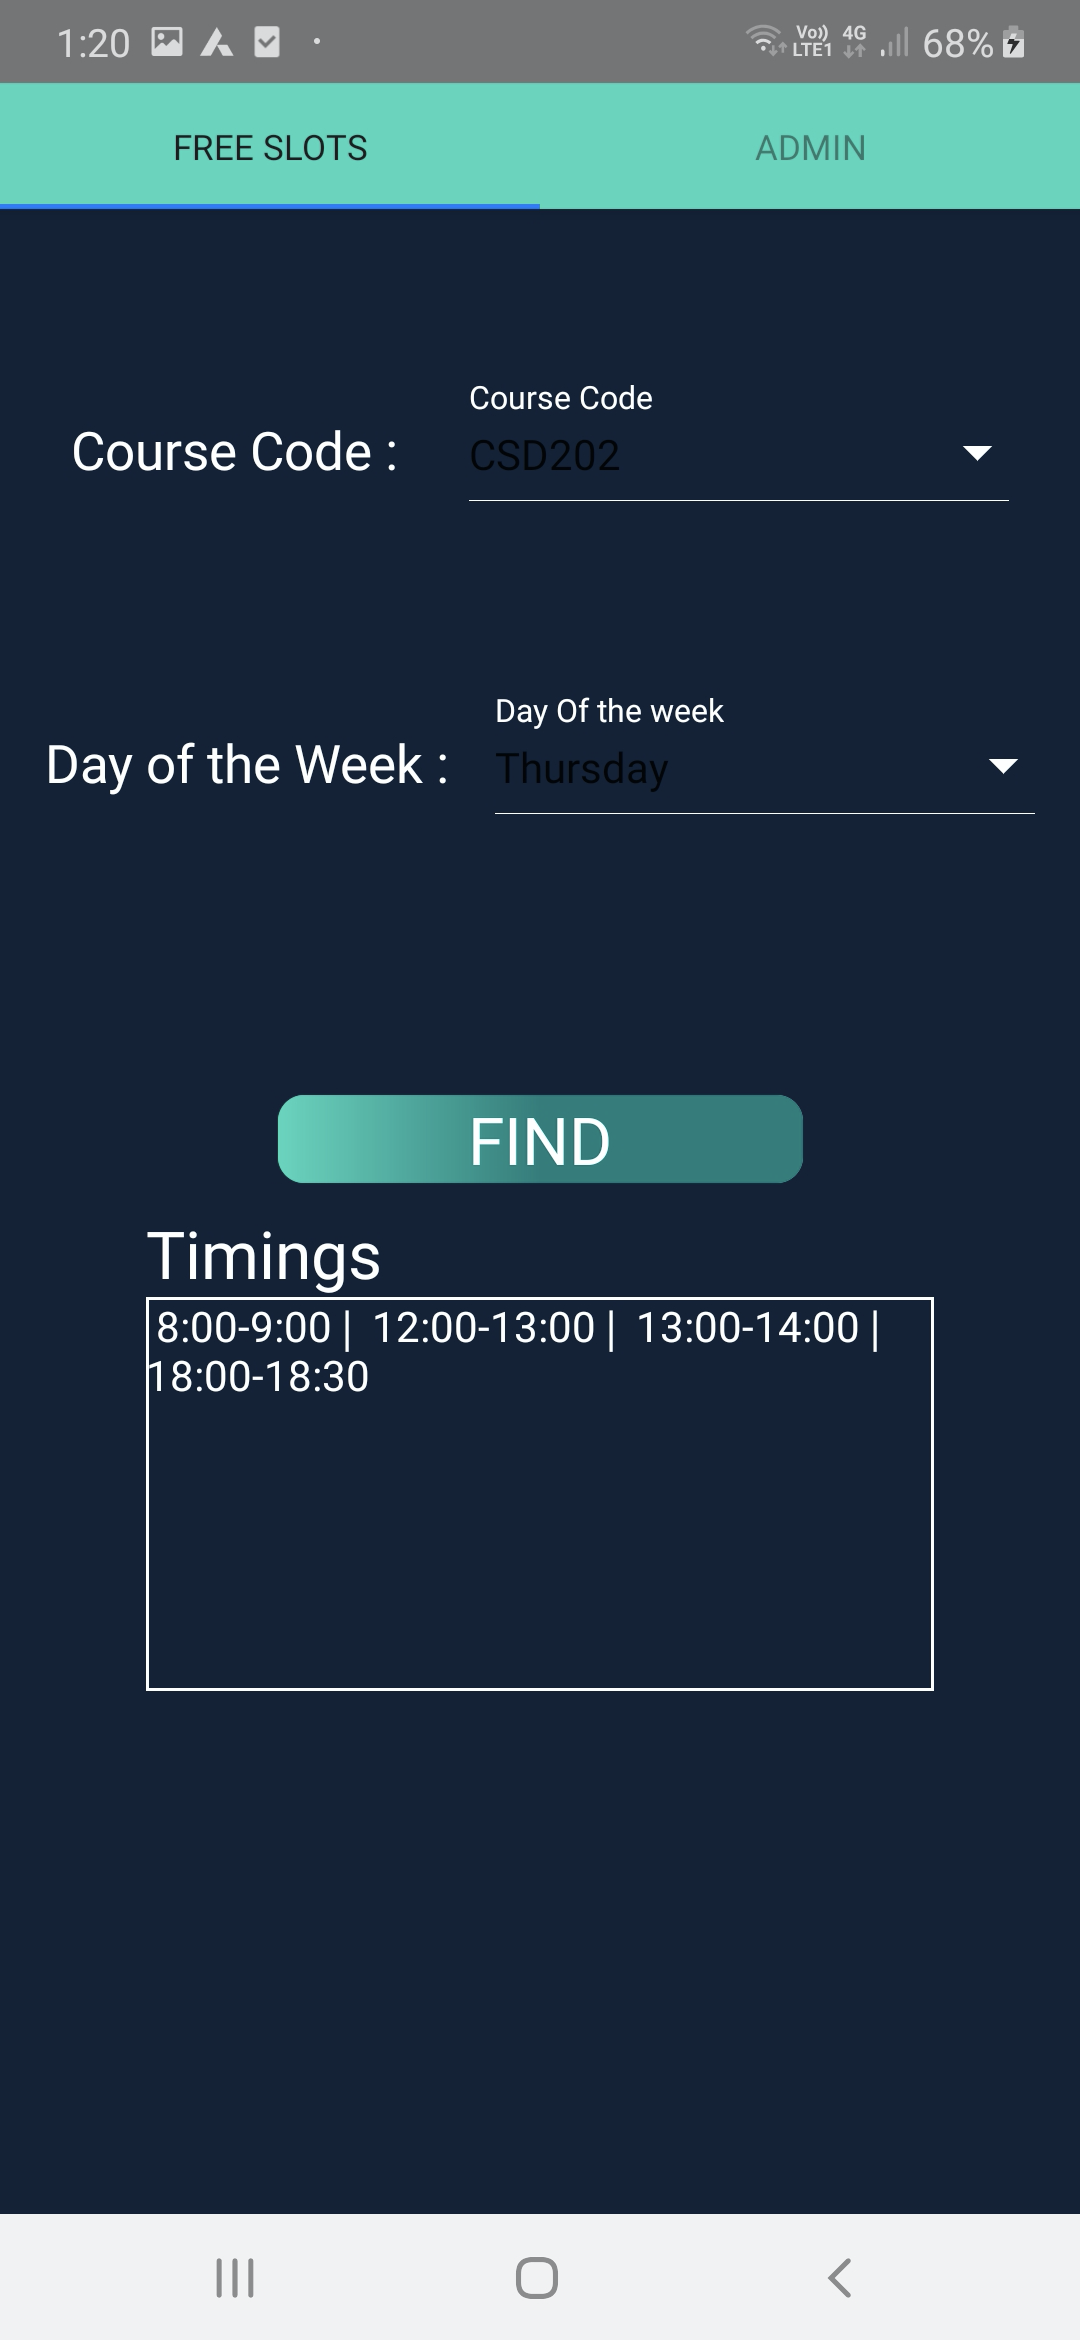 1:20 Vo)) LTE1 4G 68%
FREE SLOTS ADMIN
Course Code
Course Code : CSD202
Day Of the week
Day of the Week : Thursday
FIND
Timings
8:00-9:00 | 12:00-13:00 | 13:00-14:00 |
18:00-18:30